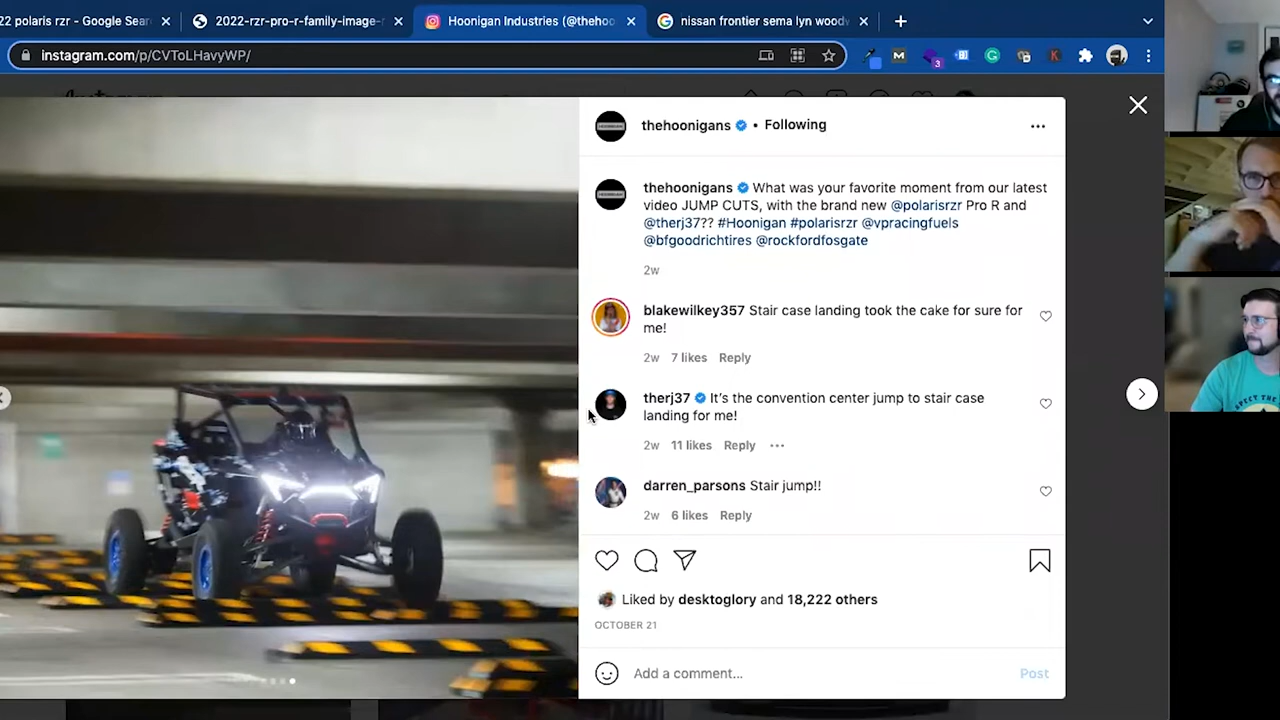 22 polaris rzr - Google Sear
2022-rzr-pro-r-family-image-
Hoonigan Industries (@thehoo
nissan frontier sema lyn woodw
instagram.com/p/CVToLHavyWP/
3
thehoonigans • Following
thehoonigans What was your favorite moment from our latest
video JUMP CUTS, with the brand new @polarisrzr Pro R and
@therj37?? #Hoonigan #polarisrzr @vpracingfuels
@bfgoodrichtires @rockfordfosgate
2w
blakewilkey357 Stair case landing took the cake for sure for
me!
2w 7 likes Reply
therj37 It's the convention center jump to stair case
landing for me!
2w 11 likes Reply
darren_parsons Stair jump!!
2w 6 likes Reply
Liked by desktoglory and 18,222 others
OCTOBER 21
Add a comment...
Post